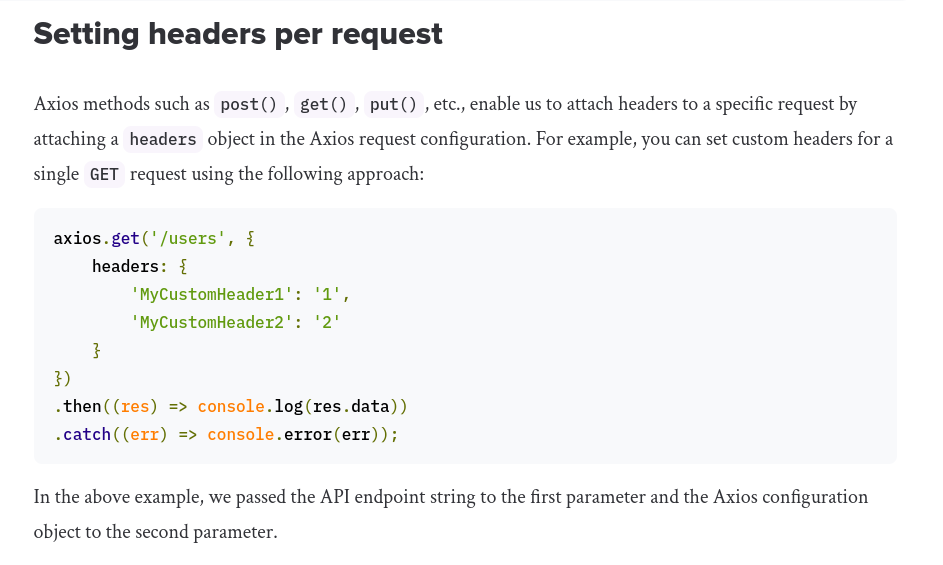 Setting headers per request
Axios methods such as post() , get() , put() , etc., enable us to attach headers to a specific request by
attaching a headers object in the Axios request configuration. For example, you can set custom headers for a
single GET request using the following approach:
axios.get('/users', {
    headers: {
        'MyCustomHeader1': '1',
        'MyCustomHeader2': '2'
    }
})
.then((res) => console.log(res.data))
.catch((err) => console.error(err));
In the above example, we passed the API endpoint string to the first parameter and the Axios configuration
object to the second parameter.